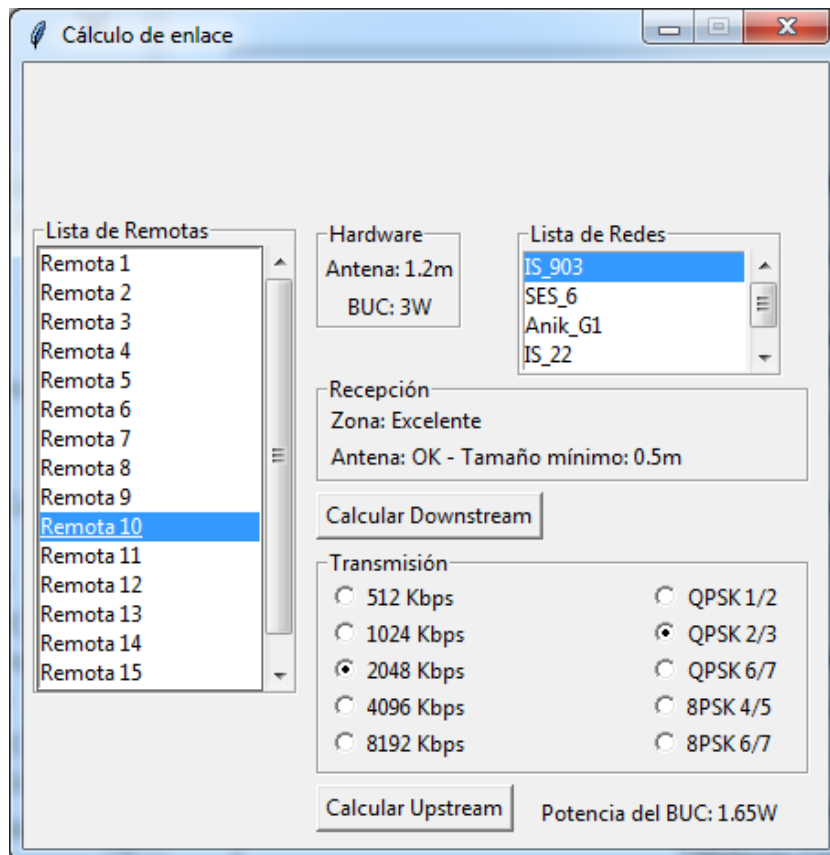 Cálculo de enlace
Lista de Remotas
Remota 1
Remota 2
Remota 3
Remota 4
Remota 5
Remota 6
Remota 7
Remota 8
Remota 9
Remota 10
Remota 11
Remota 12
Remota 13
Remota 14
Remota 15
Hardware
Antena: 1.2m
BUC: 3W
Lista de Redes
IS_903
SES_6
Anik_G1
IS_22
Recepción
Zona: Excelente
Antena: OK - Tamaño mínimo: 0.5m
Calcular Downstream
Transmisión
512 Kbps
1024 Kbps
2048 Kbps
4096 Kbps
8192 Kbps
QPSK 1/2
QPSK 2/3
QPSK 6/7
8PSK 4/5
8PSK 6/7
Calcular Upstream
Potencia del BUC: 1.65W